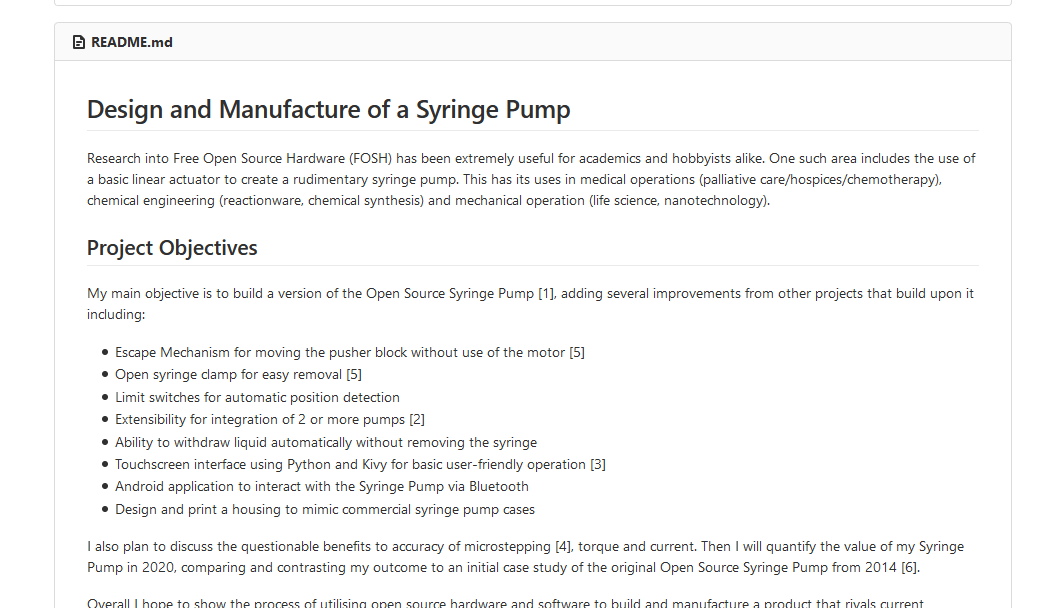 README.md
Design and Manufacture of a Syringe Pump
Research into Free Open Source Hardware (FOSH) has been extremely useful for academics and hobbyists alike. One such area includes the use of
a basic linear actuator to create a rudimentary syringe pump. This has its uses in medical operations (palliative care/hospices/chemotherapy),
chemical engineering (reactionware, chemical synthesis) and mechanical operation (life science, nanotechnology).
Project Objectives
My main objective is to build a version of the Open Source Syringe Pump [1], adding several improvements from other projects that build upon it
including:
• Escape Mechanism for moving the pusher block without use of the motor [5]
• Open syringe clamp for easy removal [5]
• Limit switches for automatic position detection
• Extensibility for integration of 2 or more pumps [2]
• Ability to withdraw liquid automatically without removing the syringe
• Touchscreen interface using Python and Kivy for basic user-friendly operation [3]
• Android application to interact with the Syringe Pump via Bluetooth
• Design and print a housing to mimic commercial syringe pump cases
I also plan to discuss the questionable benefits to accuracy of microstepping [4], torque and current. Then I will quantify the value of my Syringe
Pump in 2020, comparing and contrasting my outcome to an initial case study of the original Open Source Syringe Pump from 2014 [6].
Overall I hope to show the process of utilising open source hardware and software to build and manufacture a product that rivals current